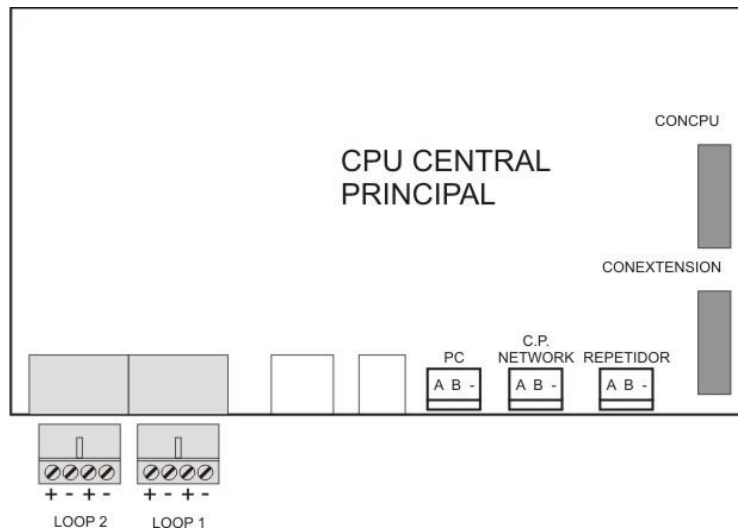 CONCPU
CPU CENTRAL
PRINCIPAL
CONEXTENSION
PC
C.P.
NETWORK
REPETIDOR
A B -
A B -
A B -
+ - + -
+ - + -
LOOP 2
LOOP 1